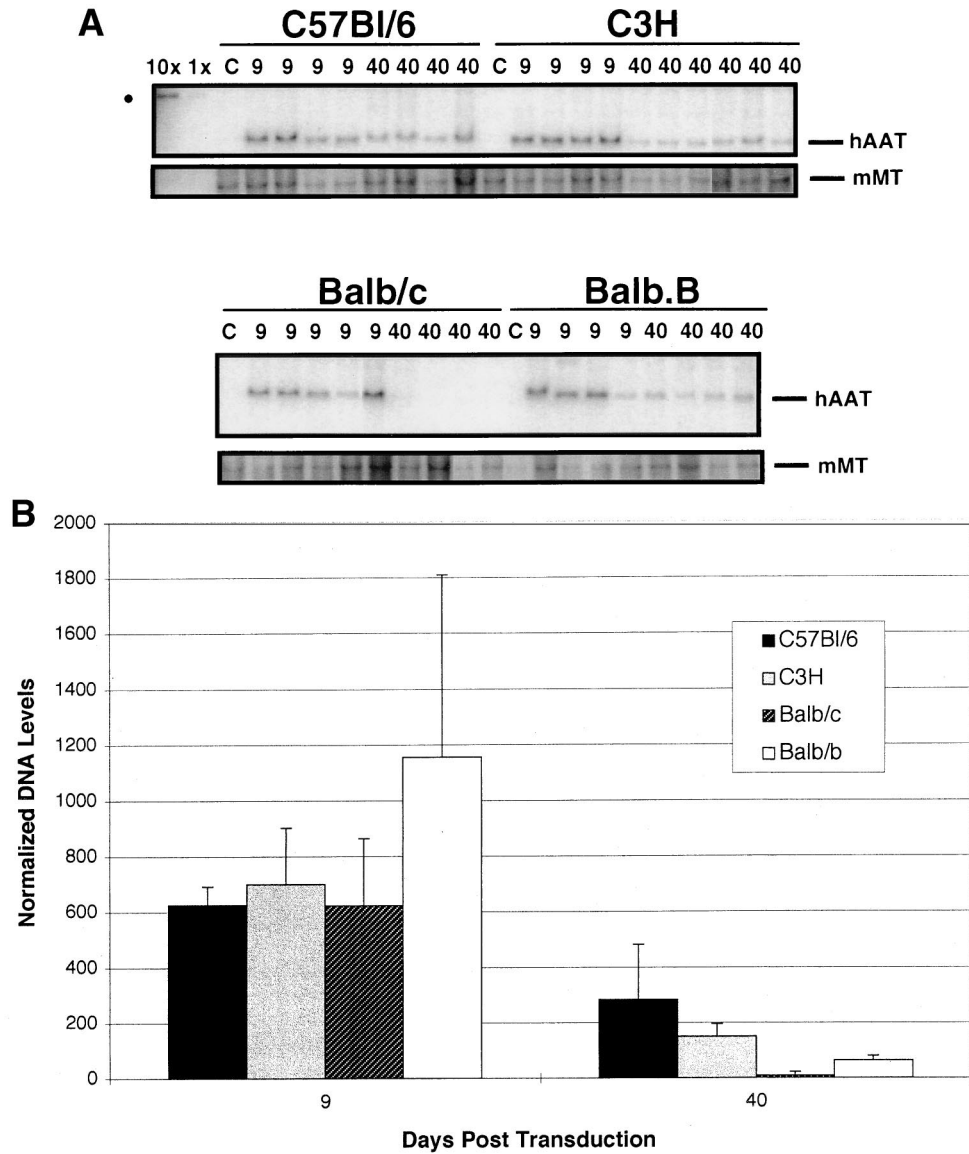 A
C57Bl/6 C3H
10x 1x C 9 9 9 9 40 40 40 40 C 9 9 9 9 40 40 40 40 40 40
hAAT
mMT
Balb/c Balb.B
C 9 9 9 9 9 40 40 40 40 C 9 9 9 9 40 40 40 40
hAAT
mMT
B
2000
1800
1600
1400
1200
1000
800
600
400
200
0
Normalized DNA Levels
C57Bl/6
C3H
Balb/c
Balb/b
9 40
Days Post Transduction